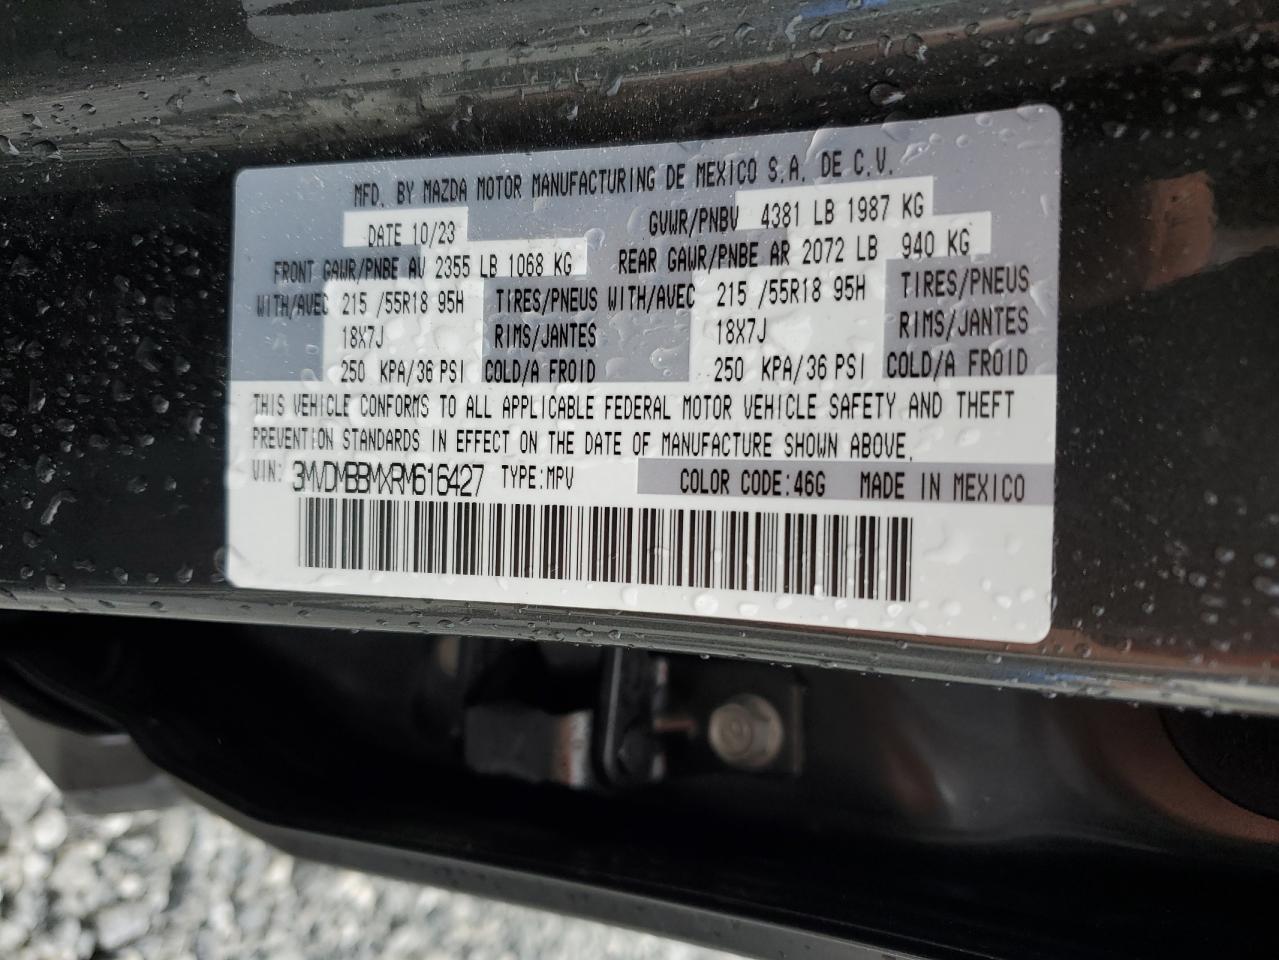 MFD. BY MAZDA MOTOR MANUFACTURING DE MEXICO S.A. DE C.V.
DATE 10/23 GVWR/PNBV 4381 LB 1987 KG
FRONT GAWR/PNBE AV 2355 LB 1068 KG REAR GAWR/PNBE AR 2072 LB 940 KG
WITH/AVEC 215 /55R18 95H TIRES/PNEUS WITH/AVEC 215 /55R18 95H TIRES/PNEUS
18X7J RIMS/JANTES 18X7J RIMS/JANTES
250 KPA/36 PSI COLD/A FROID 250 KPA/36 PSI COLD/A FROID
THIS VEHICLE CONFORMS TO ALL APPLICABLE FEDERAL MOTOR VEHICLE SAFETY AND THEFT
PREVENTION STANDARDS IN EFFECT ON THE DATE OF MANUFACTURE SHOWN ABOVE.
VIN: 3MVDMBBMXRM616427 TYPE:MPV COLOR CODE:46G MADE IN MEXICO